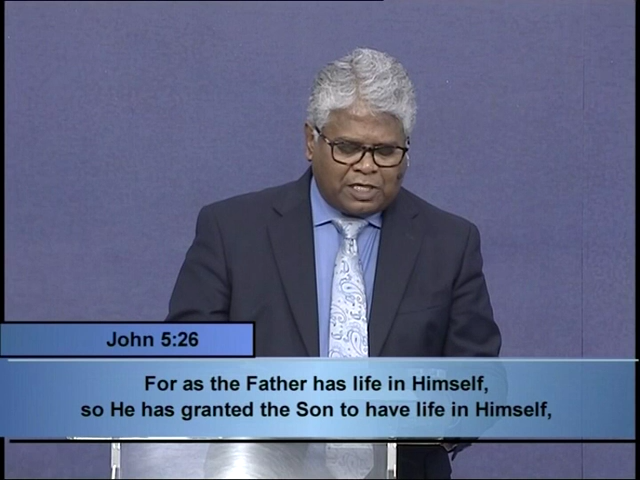 John 5:26
For as the Father has life in Himself,
so He has granted the Son to have life in Himself,